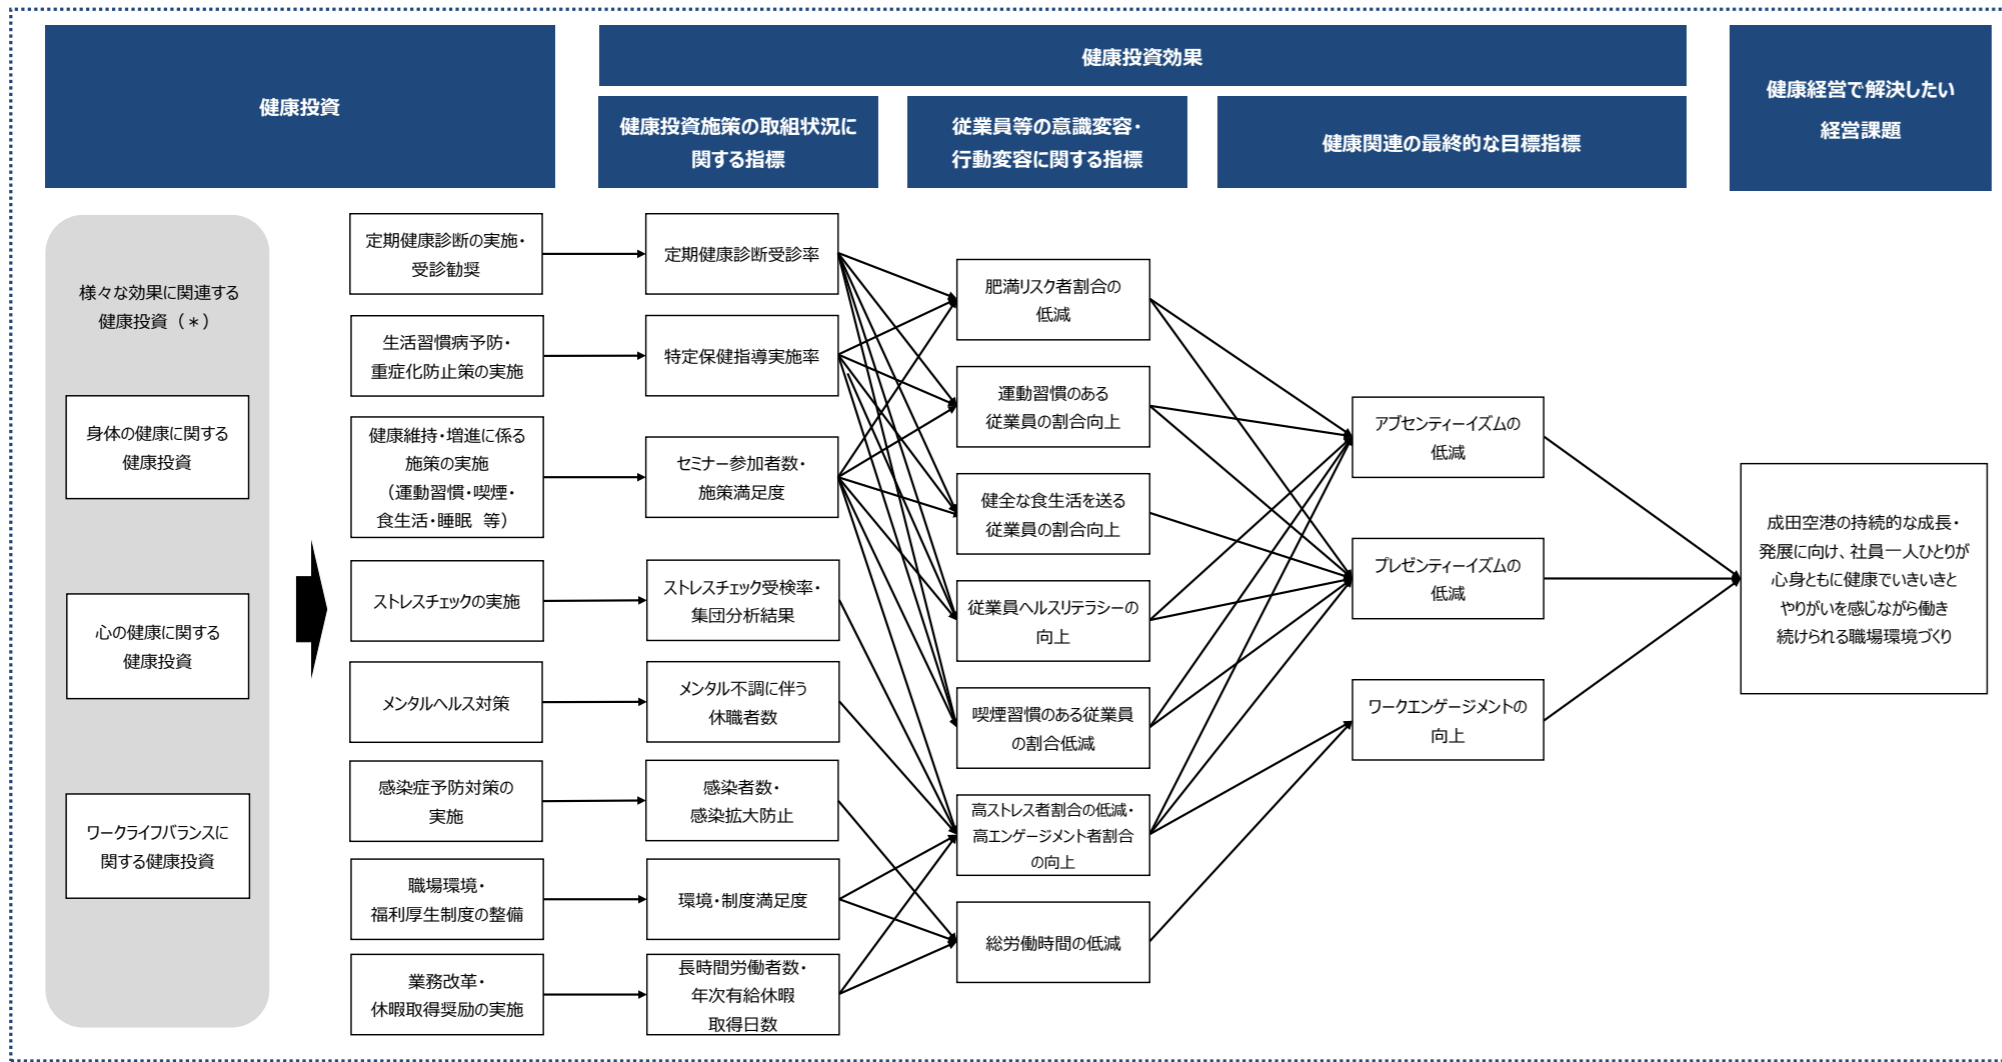 健康投資
健康投資効果
健康経営で解決したい
経営課題
健康投資施策の取組状況に
関する指標
従業員等の意識変容・
行動変容に関する指標
健康関連の最終的な目標指標
様々な効果に関連する
健康投資（＊）
身体の健康に関する
健康投資
心の健康に関する
健康投資
ワークライフバランスに
関する健康投資
定期健康診断の実施・
受診勧奨
生活習慣病予防・
重症化防止策の実施
健康維持・増進に係る
施策の実施
（運動習慣・喫煙・
食生活・睡眠 等）
ストレスチェックの実施
メンタルヘルス対策
感染症予防対策の
実施
職場環境・
福利厚生制度の整備
業務改革・
休暇取得奨励の実施
定期健康診断受診率
特定保健指導実施率
セミナー参加者数・
施策満足度
ストレスチェック受検率・
集団分析結果
メンタル不調に伴う
休職者数
感染者数・
感染拡大防止
環境・制度満足度
長時間労働者数・
年次有給休暇
取得日数
肥満リスク者割合の
低減
運動習慣のある
従業員の割合向上
健全な食生活を送る
従業員の割合向上
従業員ヘルスリテラシーの
向上
喫煙習慣のある従業員
の割合低減
高ストレス者割合の低減・
高エンゲージメント者割合
の向上
総労働時間の低減
アブセンティーイズムの
低減
プレゼンティーイズムの
低減
ワークエンゲージメントの
向上
成田空港の持続的な成長・
発展に向け、社員一人ひとりが
心身ともに健康でいきいきと
やりがいを感じながら働き
続けられる職場環境づくり